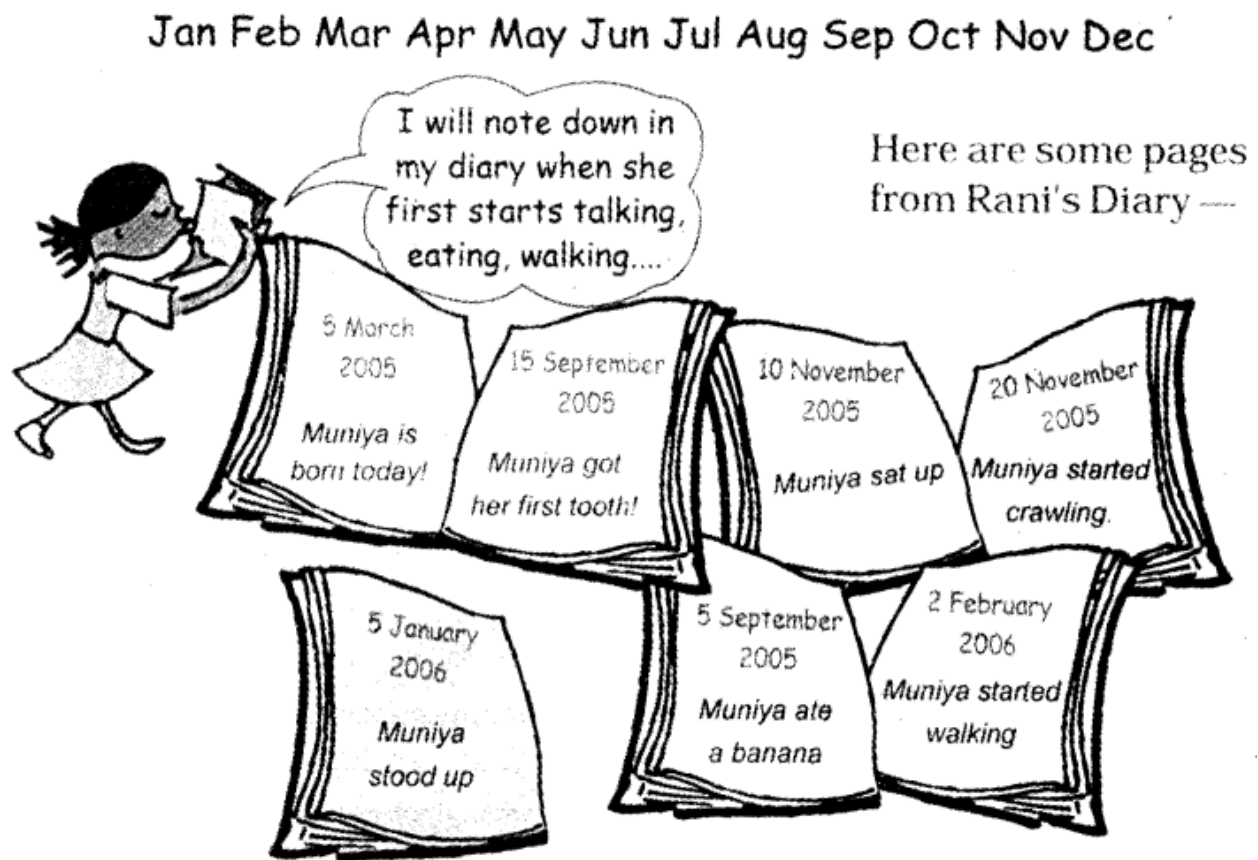 Jan Feb Mar Apr May Jun Jul Aug Sep Oct Nov Dec
I will note down in
my diary when she
first starts talking,
eating, walking....
Here are some pages
from Rani's Diary —
5 March
2005
Muniya is
born today!
15 September
2005
Muniya got
her first tooth!
10 November
2005
Muniya sat up
20 November
2005
Muniya started
crawling.
5 January
2006
Muniya
stood up
5 September
2005
Muniya ate
a banana
2 February
2006
Muniya started
walking